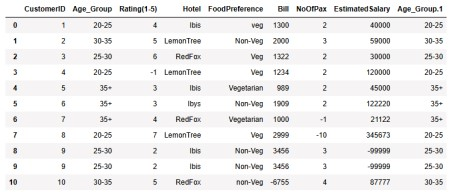 CustomerID Age_Group Rating(1-5) Hotel FoodPreference Bill NoOfPax EstimatedSalary Age_Group.1
0 1 20-25 4 Ibis veg 1300 2 40000 20-25
1 2 30-35 5 LemonTree Non-Veg 2000 3 59000 30-35
2 3 25-30 6 RedFox Veg 1322 2 30000 25-30
3 4 20-25 -1 LemonTree Veg 1234 2 120000 20-25
4 5 35+ 3 Ibis Vegetarian 989 2 45000 35+
5 6 35+ 3 Ibys Non-Veg 1909 2 122220 35+
6 7 35+ 4 RedFox Vegetarian 1000 -1 21122 35+
7 8 20-25 7 LemonTree Veg 2999 -10 345673 20-25
8 9 25-30 2 Ibis Non-Veg 3456 3 -99999 25-30
9 9 25-30 2 Ibis Non-Veg 3456 3 -99999 25-30
10 10 30-35 5 RedFox non-Veg -6755 4 87777 30-35